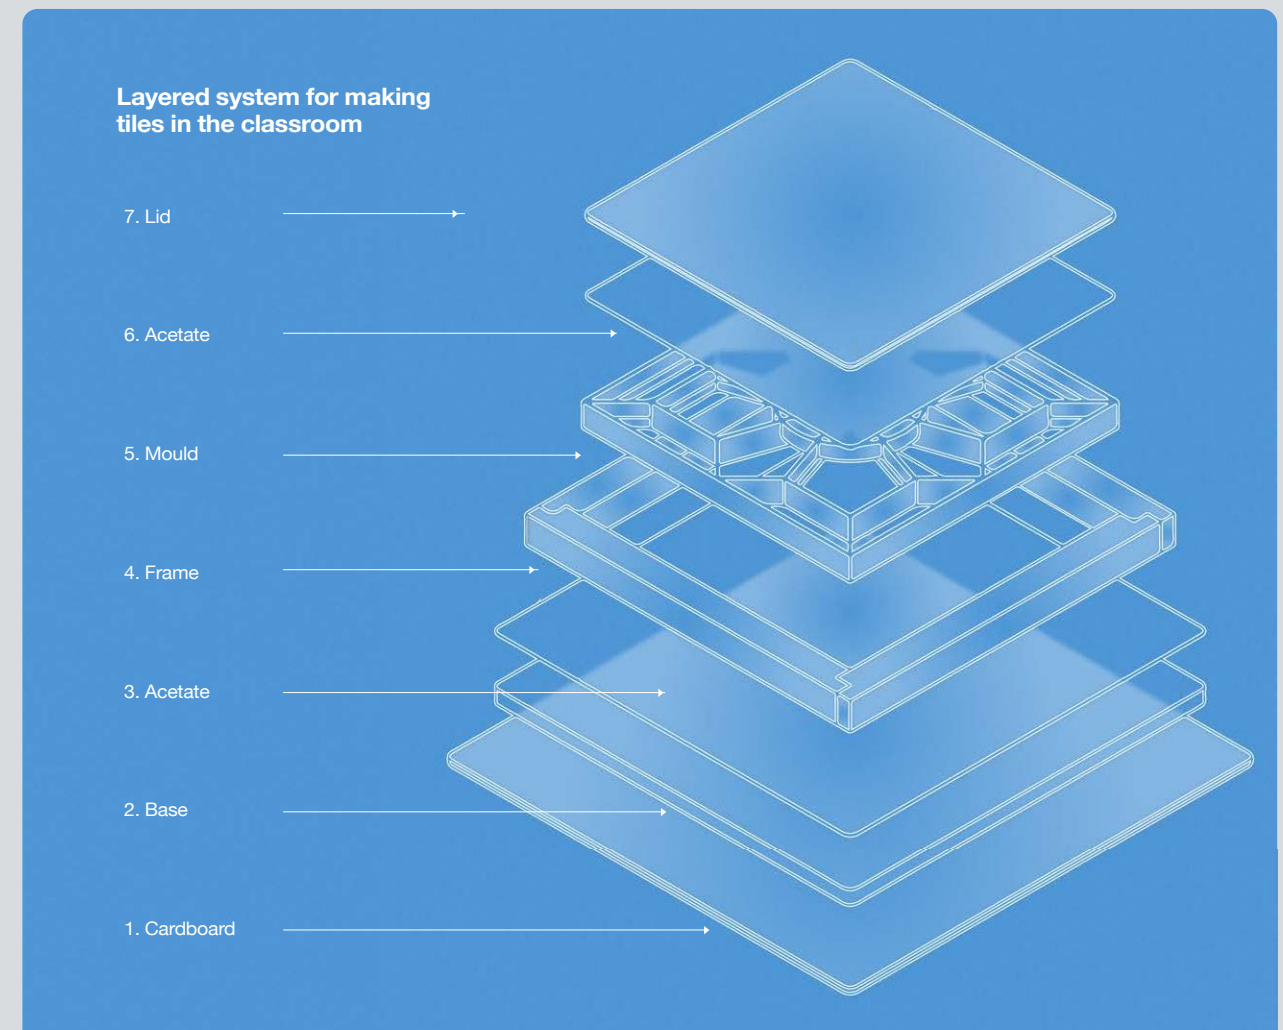 Layered system for making
tiles in the classroom
7. Lid
6. Acetate
5. Mould
4. Frame
3. Acetate
2. Base
1. Cardboard